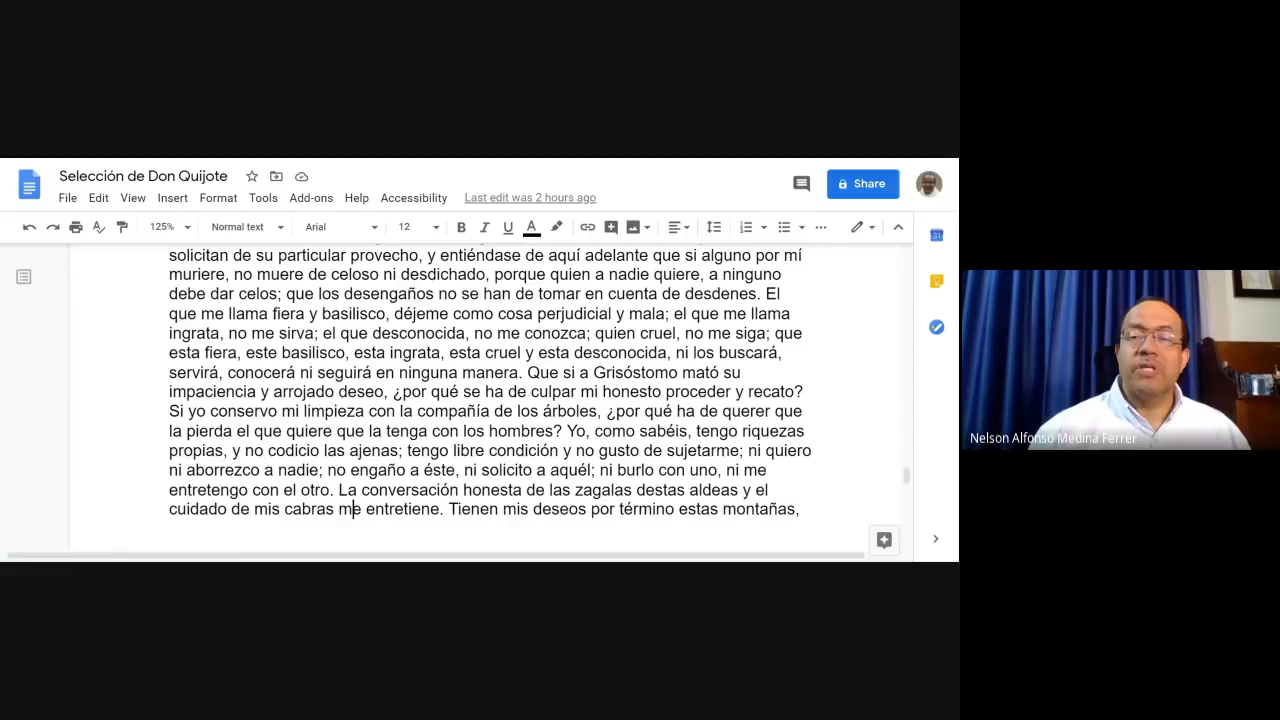 Selección de Don Quijote
Share
File Edit View Insert Format Tools Add-ons Help Accessibility Last edit was 2 hours ago
125% Normal text Arial 12 B I U A
31
solicitan de su particular provecho, y entiéndase de aquí adelante que si alguno por mí
muriere, no muere de celoso ni desdichado, porque quien a nadie quiere, a ninguno
debe dar celos; que los desengaños no se han de tomar en cuenta de desdenes. El
que me llama fiera y basilisco, déjeme como cosa perjudicial y mala; el que me llama
ingrata, no me sirva; el que desconocida, no me conozca; quien cruel, no me siga; que
esta fiera, este basilisco, esta ingrata, esta cruel y esta desconocida, ni los buscará,
servirá, conocerá ni seguirá en ninguna manera. Que si a Grisóstomo mató su
impaciencia y arrojado deseo, ¿por qué se ha de culpar mi honesto proceder y recato?
Si yo conservo mi limpieza con la compañía de los árboles, ¿por qué ha de querer que
la pierda el que quiere que la tenga con los hombres? Yo, como sabéis, tengo riquezas
propias, y no codicio las ajenas; tengo libre condición y no gusto de sujetarme; ni quiero
ni aborrezco a nadie; no engaño a éste, ni solicito a aquél; ni burlo con uno, ni me
entretengo con el otro. La conversación honesta de las zagalas destas aldeas y el
cuidado de mis cabras me entretiene. Tienen mis deseos por término estas montañas,
Nelson Alfonso Medina Ferrer